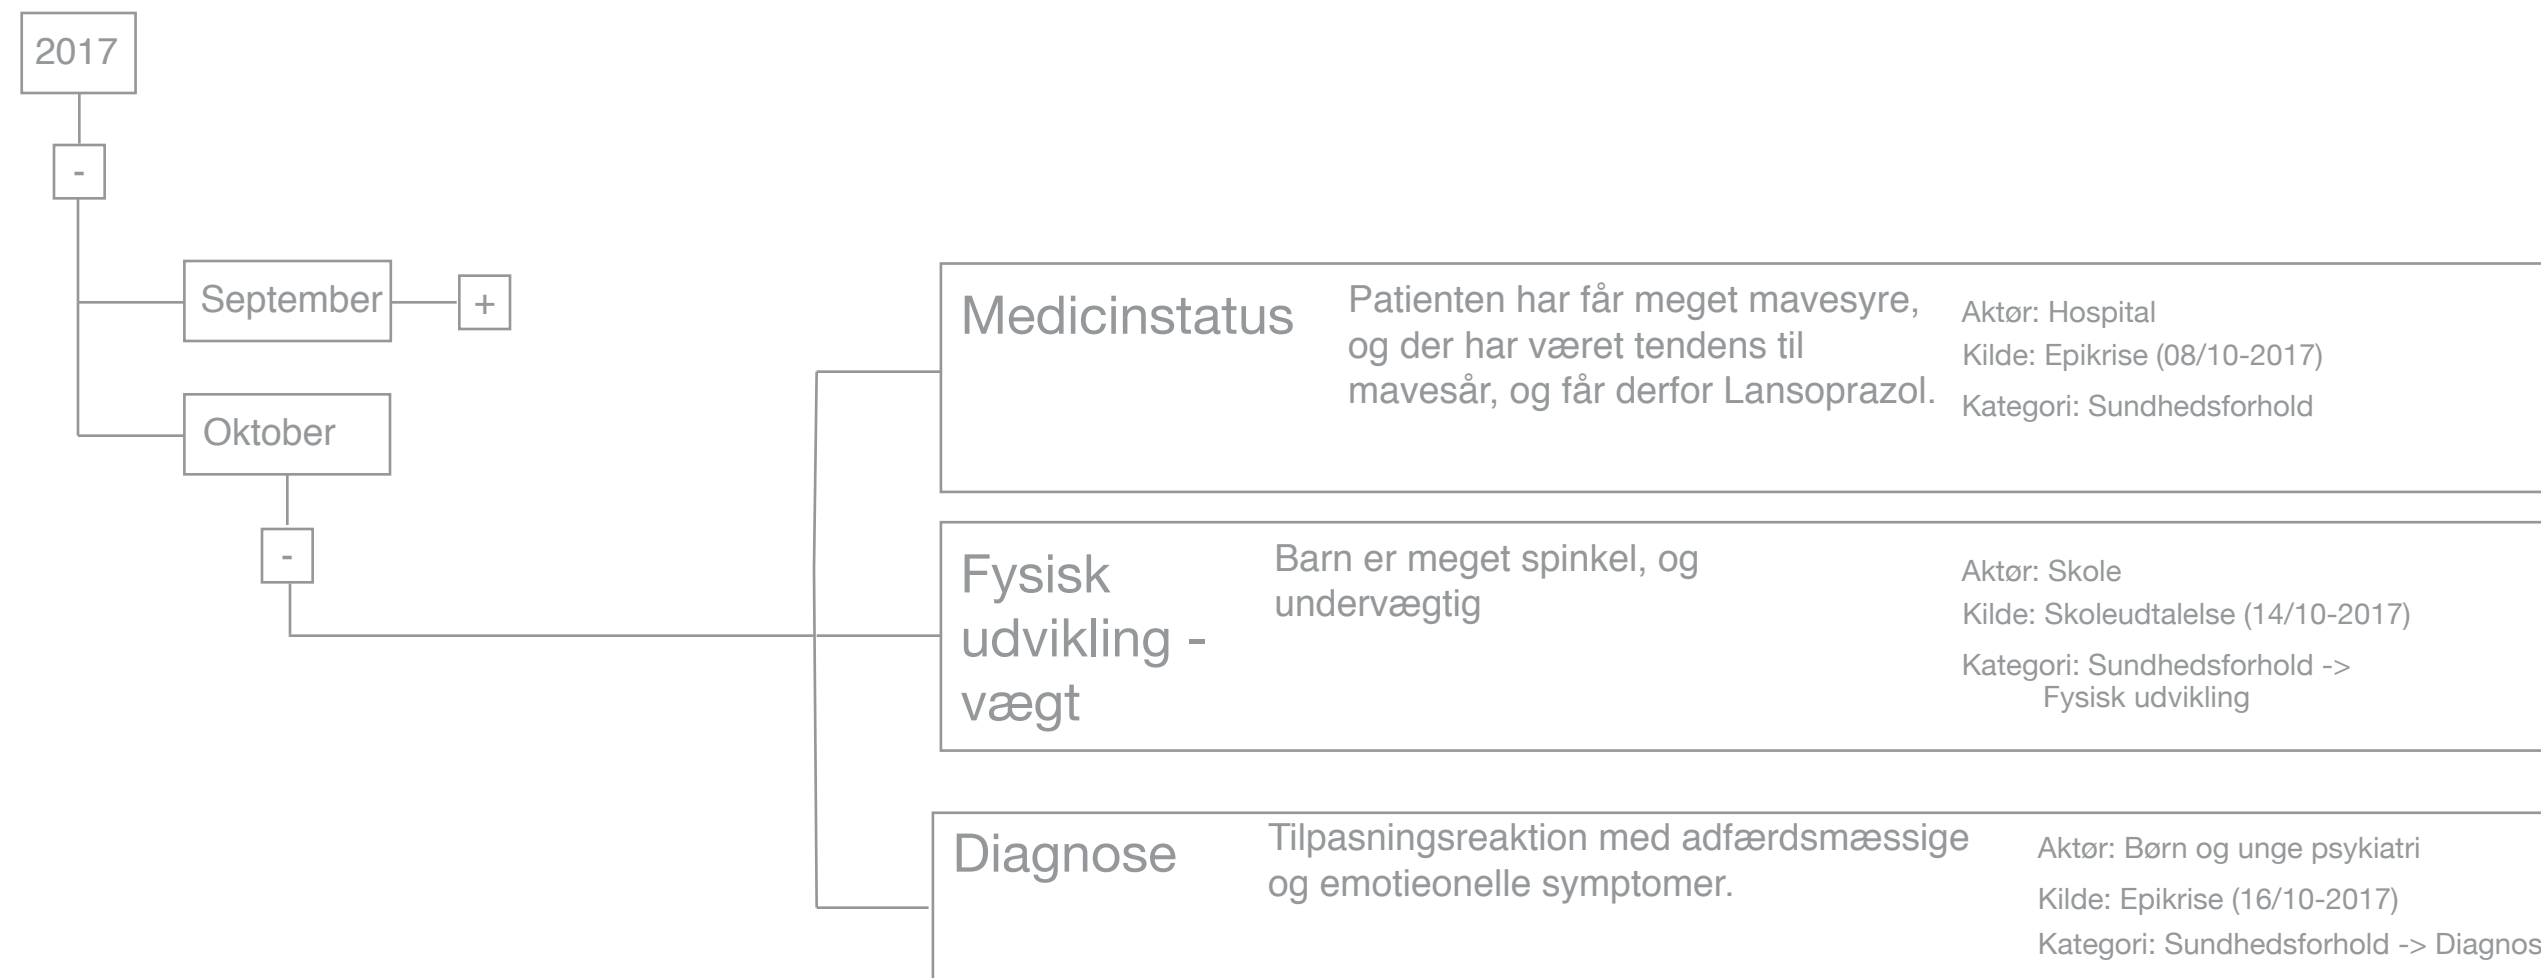 2017
-
September
+
Oktober
-
Medicinstatus
Patienten har får meget mavesyre,
og der har været tendens til
mavesår, og får derfor Lansoprazol.
Aktør: Hospital
Kilde: Epikrise (08/10-2017)
Kategori: Sundhedsforhold
Fysisk
udvikling -
vægt
Barn er meget spinkel, og
undervægtig
Aktør: Skole
Kilde: Skoleudtalelse (14/10-2017)
Kategori: Sundhedsforhold ->
Fysisk udvikling
Diagnose
Tilpasningsreaktion med adfærdsmæssige
og emotieonelle symptomer.
Aktør: Børn og unge psykiatri
Kilde: Epikrise (16/10-2017)
Kategori: Sundhedsforhold -> Diagnos